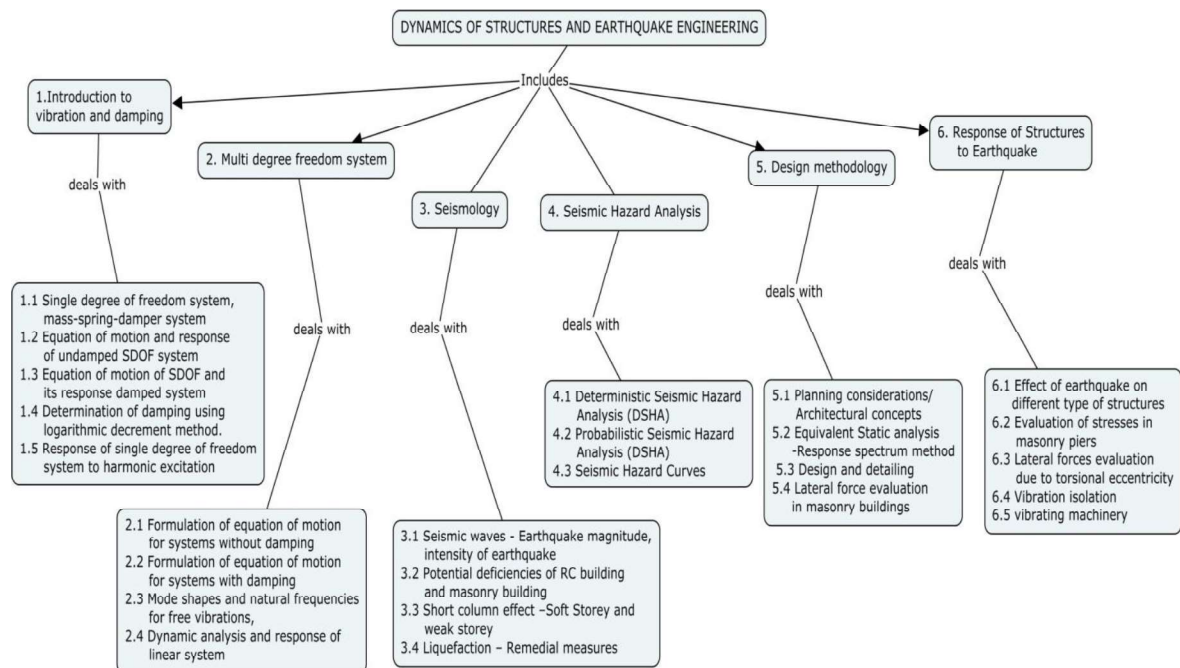 DYNAMICS OF STRUCTURES AND EARTHQUAKE ENGINEERING
Includes
1.Introduction to
vibration and damping
deals with
1.1 Single degree of freedom system,
mass-spring-damper system
1.2 Equation of motion and response
of undamped SDOF system
1.3 Equation of motion of SDOF and
its response damped system
1.4 Determination of damping using
logarithmic decrement method.
1.5 Response of single degree of freedom
system to harmonic excitation
2. Multi degree freedom system
deals with
2.1 Formulation of equation of motion
for systems without damping
2.2 Formulation of equation of motion
for systems with damping
2.3 Mode shapes and natural frequencies
for free vibrations,
2.4 Dynamic analysis and response of
linear system
3. Seismology
deals with
3.1 Seismic waves - Earthquake magnitude,
intensity of earthquake
3.2 Potential deficiencies of RC building
and masonry building
3.3 Short column effect –Soft Storey and
weak storey
3.4 Liquefaction – Remedial measures
4. Seismic Hazard Analysis
deals with
4.1 Deterministic Seismic Hazard
Analysis (DSHA)
4.2 Probabilistic Seismic Hazard
Analysis (DSHA)
4.3 Seismic Hazard Curves
5. Design methodology
deals with
5.1 Planning considerations/
Architectural concepts
5.2 Equivalent Static analysis
-Response spectrum method
5.3 Design and detailing
5.4 Lateral force evaluation
in masonry buildings
6. Response of Structures
to Earthquake
deals with
6.1 Effect of earthquake on
different type of structures
6.2 Evaluation of stresses in
masonry piers
6.3 Lateral forces evaluation
due to torsional eccentricity
6.4 Vibration isolation
6.5 vibrating machinery